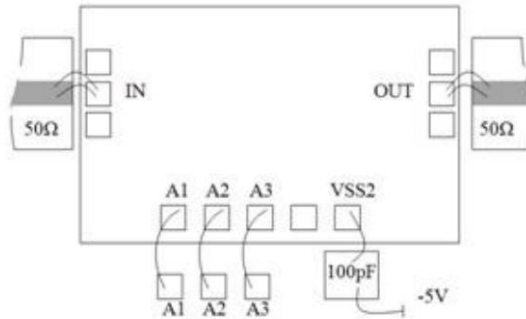 IN OUT
50Ω 50Ω
A1 A2 A3 VSS2
100pF
-5V
A1 A2 A3